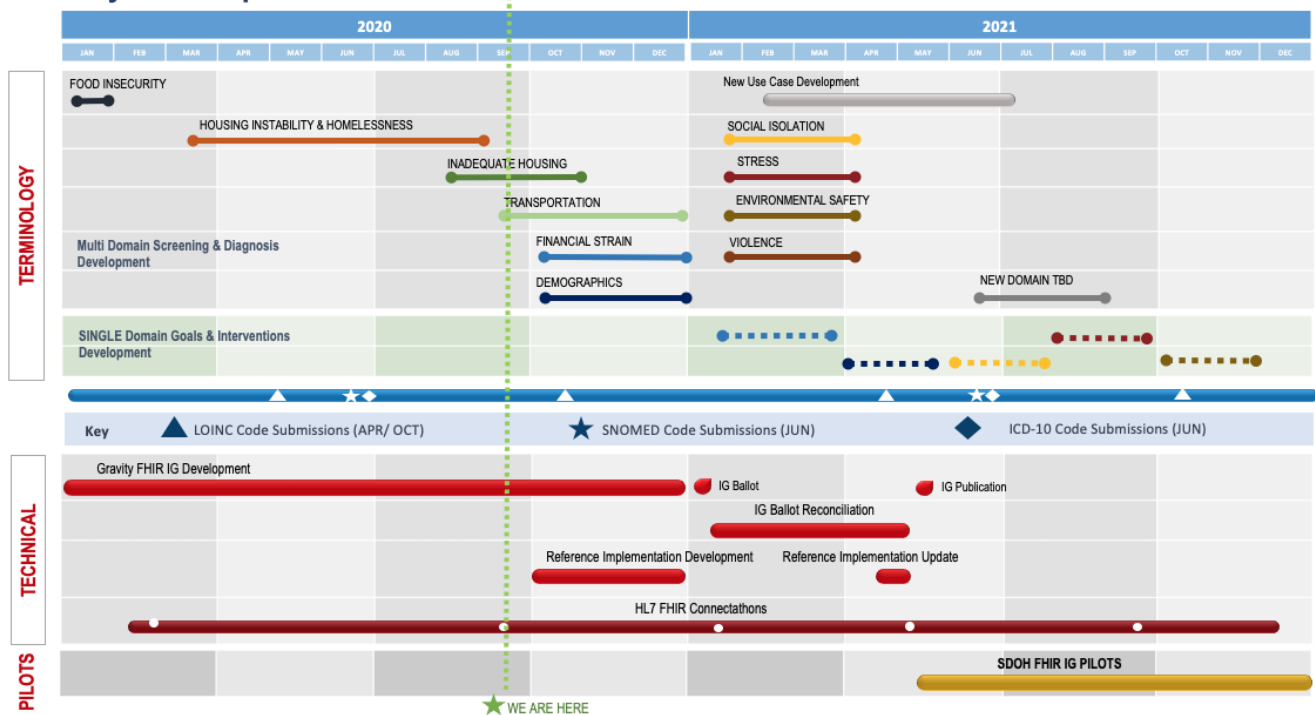 2020
2021
JAN FEB MAR APR MAY JUN JUL AUG SEP OCT NOV DEC
JAN FEB MAR APR MAY JUN JUL AUG SEP OCT NOV DEC
TERMINOLOGY
FOOD INSECURITY
New Use Case Development
HOUSING INSTABILITY & HOMELESSNESS
SOCIAL ISOLATION
INADEQUATE HOUSING
STRESS
TRANSPORTATION
ENVIRONMENTAL SAFETY
Multi Domain Screening & Diagnosis
Development
FINANCIAL STRAIN
VIOLENCE
DEMOGRAPHICS
NEW DOMAIN TBD
SINGLE Domain Goals & Interventions
Development
Key
LOINC Code Submissions (APR/ OCT)
SNOMED Code Submissions (JUN)
ICD-10 Code Submissions (JUN)
TECHNICAL
Gravity FHIR IG Development
IG Ballot
IG Publication
IG Ballot Reconciliation
Reference Implementation Development
Reference Implementation Update
HL7 FHIR Connectathons
PILOTS
SDOH FHIR IG PILOTS
WE ARE HERE